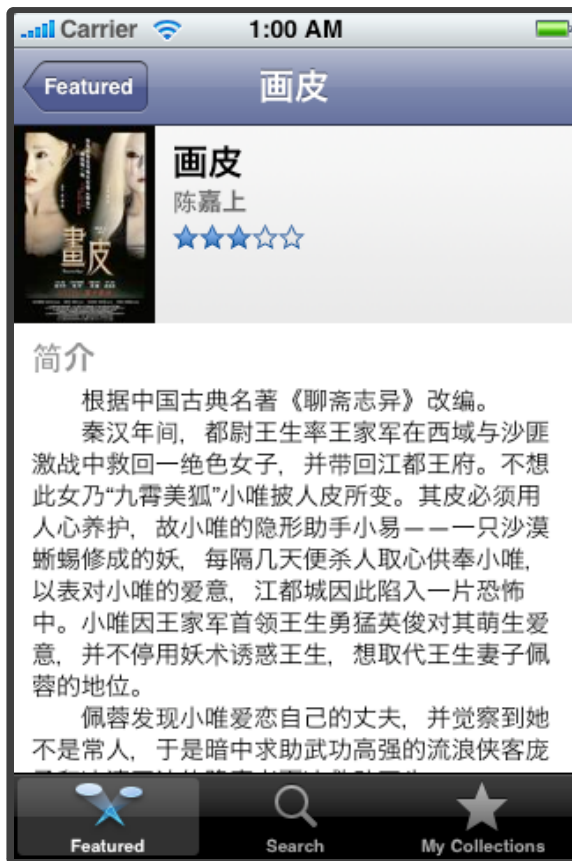 Carrier 1:00 AM
Featured 画皮
畫皮
画皮
陈嘉上
简介
根据中国古典名著《聊斋志异》改编。
秦汉年间，都尉王生率王家军在西域与沙匪
激战中救回一绝色女子，并带回江都王府。不想
此女乃“九霄美狐”小唯披人皮所变。其皮必须用
人心养护，故小唯的隐形助手小易——一只沙漠
蜥蜴修成的妖，每隔几天便杀人取心供奉小唯，
以表对小唯的爱意，江都城因此陷入一片恐怖
中。小唯因王家军首领王生勇猛英俊对其萌生爱
意，并不停用妖术诱惑王生，想取代王生妻子佩
蓉的地位。
佩蓉发现小唯爱恋自己的丈夫，并觉察到她
不是常人，于是暗中求助武功高强的流浪侠客庞
Featured Search My Collections